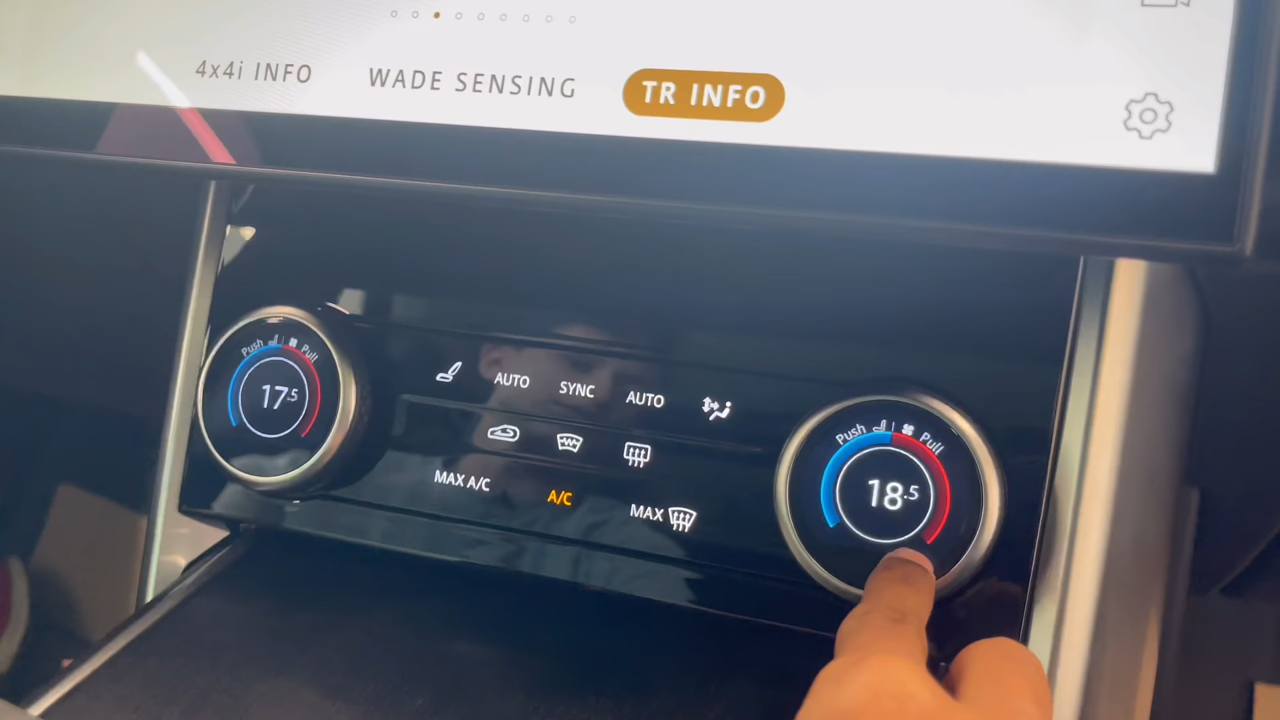 4x4i INFO
WADE SENSING
TR INFO
Push
Pull
17.5
AUTO
SYNC
AUTO
MAX A/C
A/C
MAX
Push
Pull
18.5